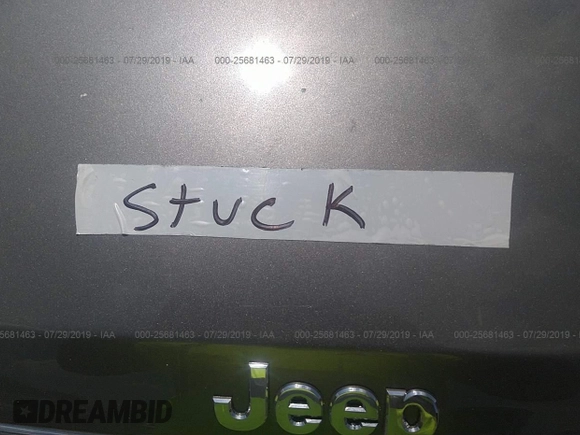 000-25681463 - 07/29/2019 - IAA 000-25681463 - 07/29/2019 - IAA 000-25681463 - 07/29/2019 - IAA
Stuck
25681463 - 07/29/2019 - IAA 000-25681463 - 07/29/2019 - IAA 000-25681463 - 07/29/2019 - IAA
Jeep
DREAMBID